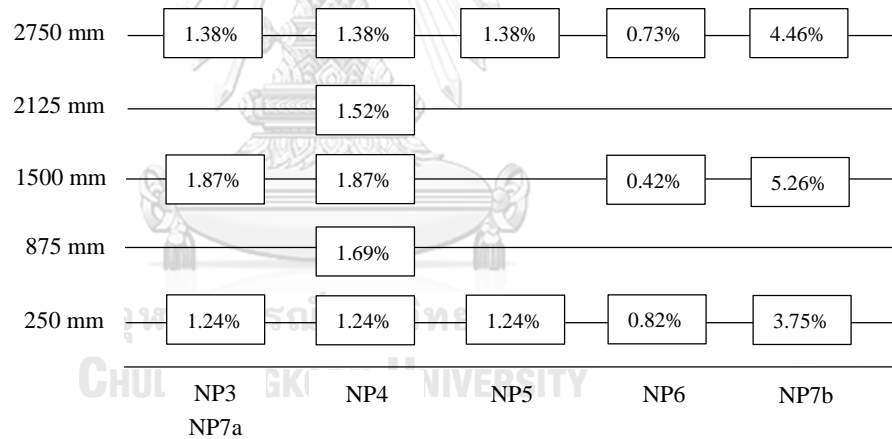 2750 mm 1.38% 1.38% 1.38% 0.73% 4.46%
2125 mm 1.52%
1500 mm 1.87% 1.87% 0.42% 5.26%
875 mm 1.69%
250 mm 1.24% 1.24% 1.24% 0.82% 3.75%
NP3 NP4 NP5 NP6 NP7b
NP7a